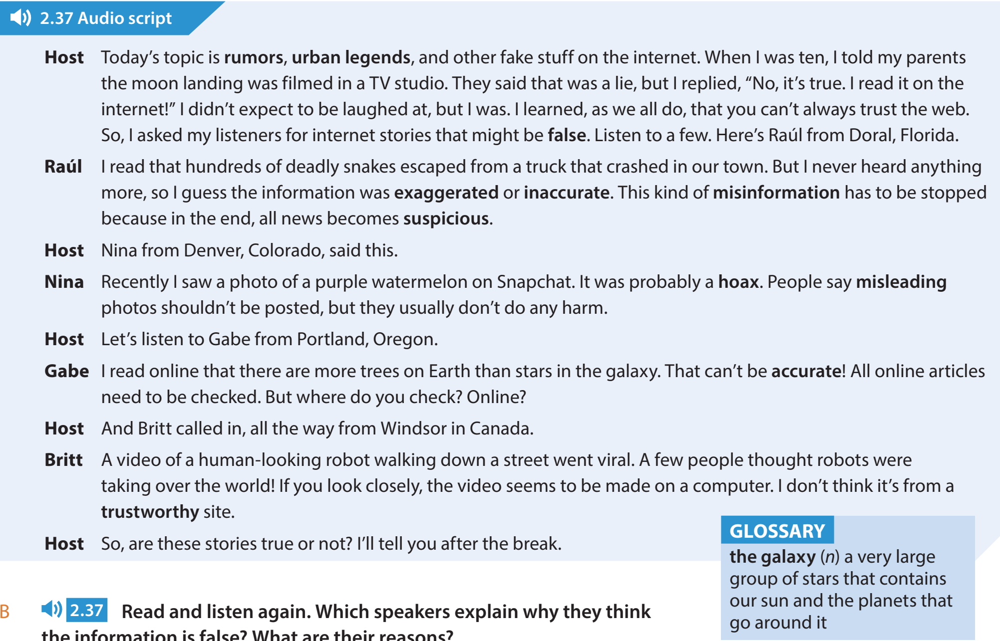 2.37 Audio script
Host Today’s topic is rumors, urban legends, and other fake stuff on the internet. When I was ten, I told my parents
the moon landing was filmed in a TV studio. They said that was a lie, but I replied, “No, it’s true. I read it on the
internet!” I didn’t expect to be laughed at, but I was. I learned, as we all do, that you can’t always trust the web.
So, I asked my listeners for internet stories that might be false. Listen to a few. Here’s Raúl from Doral, Florida.
Raúl I read that hundreds of deadly snakes escaped from a truck that crashed in our town. But I never heard anything
more, so I guess the information was exaggerated or inaccurate. This kind of misinformation has to be stopped
because in the end, all news becomes suspicious.
Host Nina from Denver, Colorado, said this.
Nina Recently I saw a photo of a purple watermelon on Snapchat. It was probably a hoax. People say misleading
photos shouldn’t be posted, but they usually don’t do any harm.
Host Let’s listen to Gabe from Portland, Oregon.
Gabe I read online that there are more trees on Earth than stars in the galaxy. That can’t be accurate! All online articles
need to be checked. But where do you check? Online?
Host And Britt called in, all the way from Windsor in Canada.
Britt A video of a human-looking robot walking down a street went viral. A few people thought robots were
taking over the world! If you look closely, the video seems to be made on a computer. I don’t think it’s from a
trustworthy site.
Host So, are these stories true or not? I’ll tell you after the break.
GLOSSARY
the galaxy (n) a very large
group of stars that contains
our sun and the planets that
go around it
B 2.37 Read and listen again. Which speakers explain why they think
the information is false? What are their reasons?